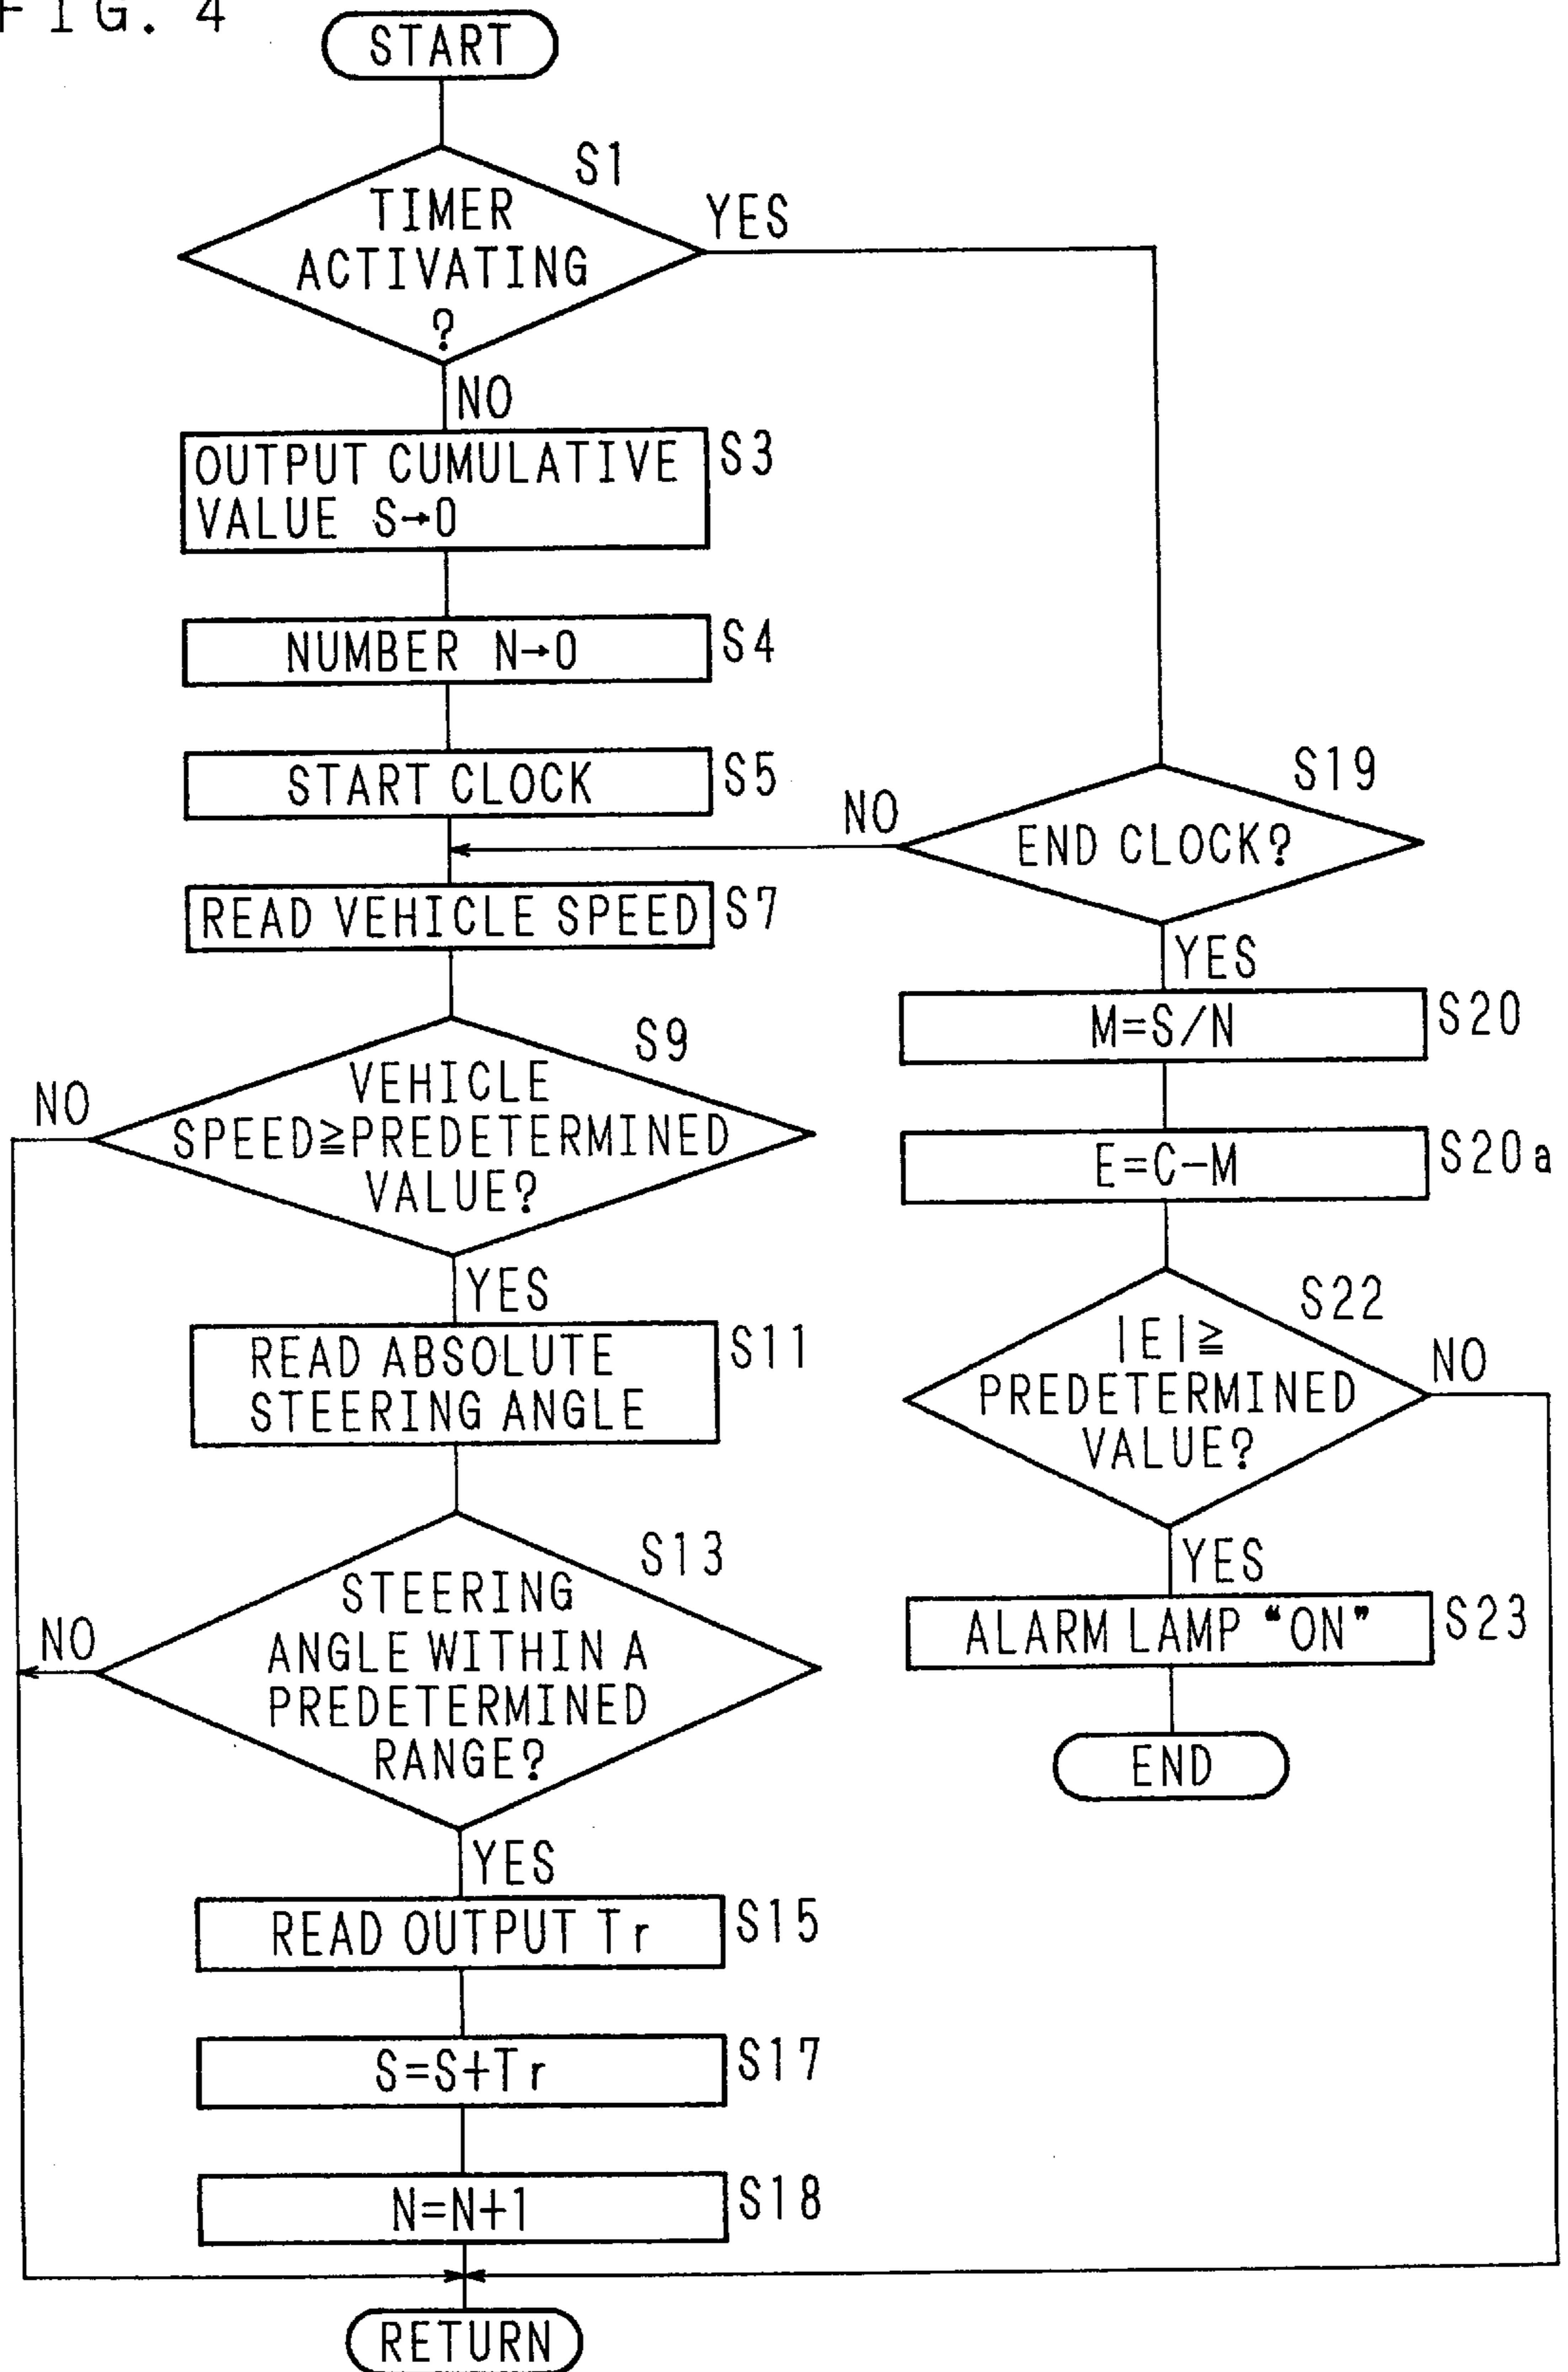 FIG. 4
START
S1
TIMER
ACTIVATING
?
YES
NO
OUTPUT CUMULATIVE
VALUE S→0
S3
NUMBER N→0
S4
START CLOCK
S5
S19
END CLOCK?
NO
YES
READ VEHICLE SPEED
S7
S9
VEHICLE
SPEED≧PREDETERMINED
VALUE?
NO
YES
READ ABSOLUTE
STEERING ANGLE
S11
S13
STEERING
ANGLE WITHIN A
PREDETERMINED
RANGE?
NO
YES
READ OUTPUT Tr
S15
S=S+Tr
S17
N=N+1
S18
RETURN
M=S/N
S20
E=C-M
S20a
S22
|E|≧
PREDETERMINED
VALUE?
NO
YES
ALARM LAMP “ON”
S23
END